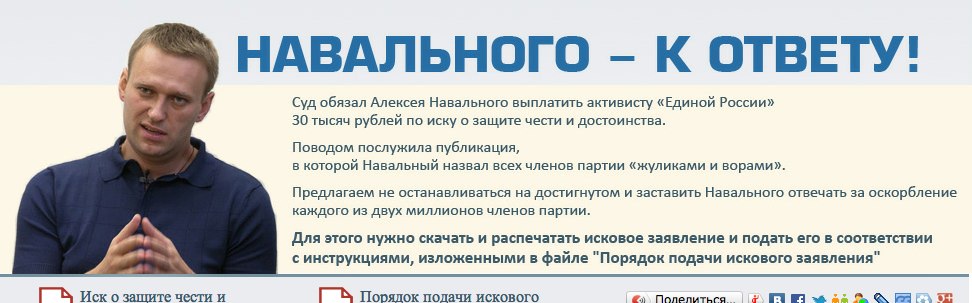 НАВАЛЬНОГО – К ОТВЕТУ!
Суд обязал Алексея Навального выплатить активисту «Единой России»
30 тысяч рублей по иску о защите чести и достоинства.
Поводом послужила публикация,
в которой Навальный назвал всех членов партии «жуликами и ворами».
Предлагаем не останавливаться на достигнутом и заставить Навального отвечать за оскорбление
каждого из двух миллионов членов партии.
Для этого нужно скачать и распечатать исковое заявление и подать его в соответствии
с инструкциями, изложенными в файле "Порядок подачи искового заявления"
Иск о защите чести и
Порядок подачи искового
Поделиться...